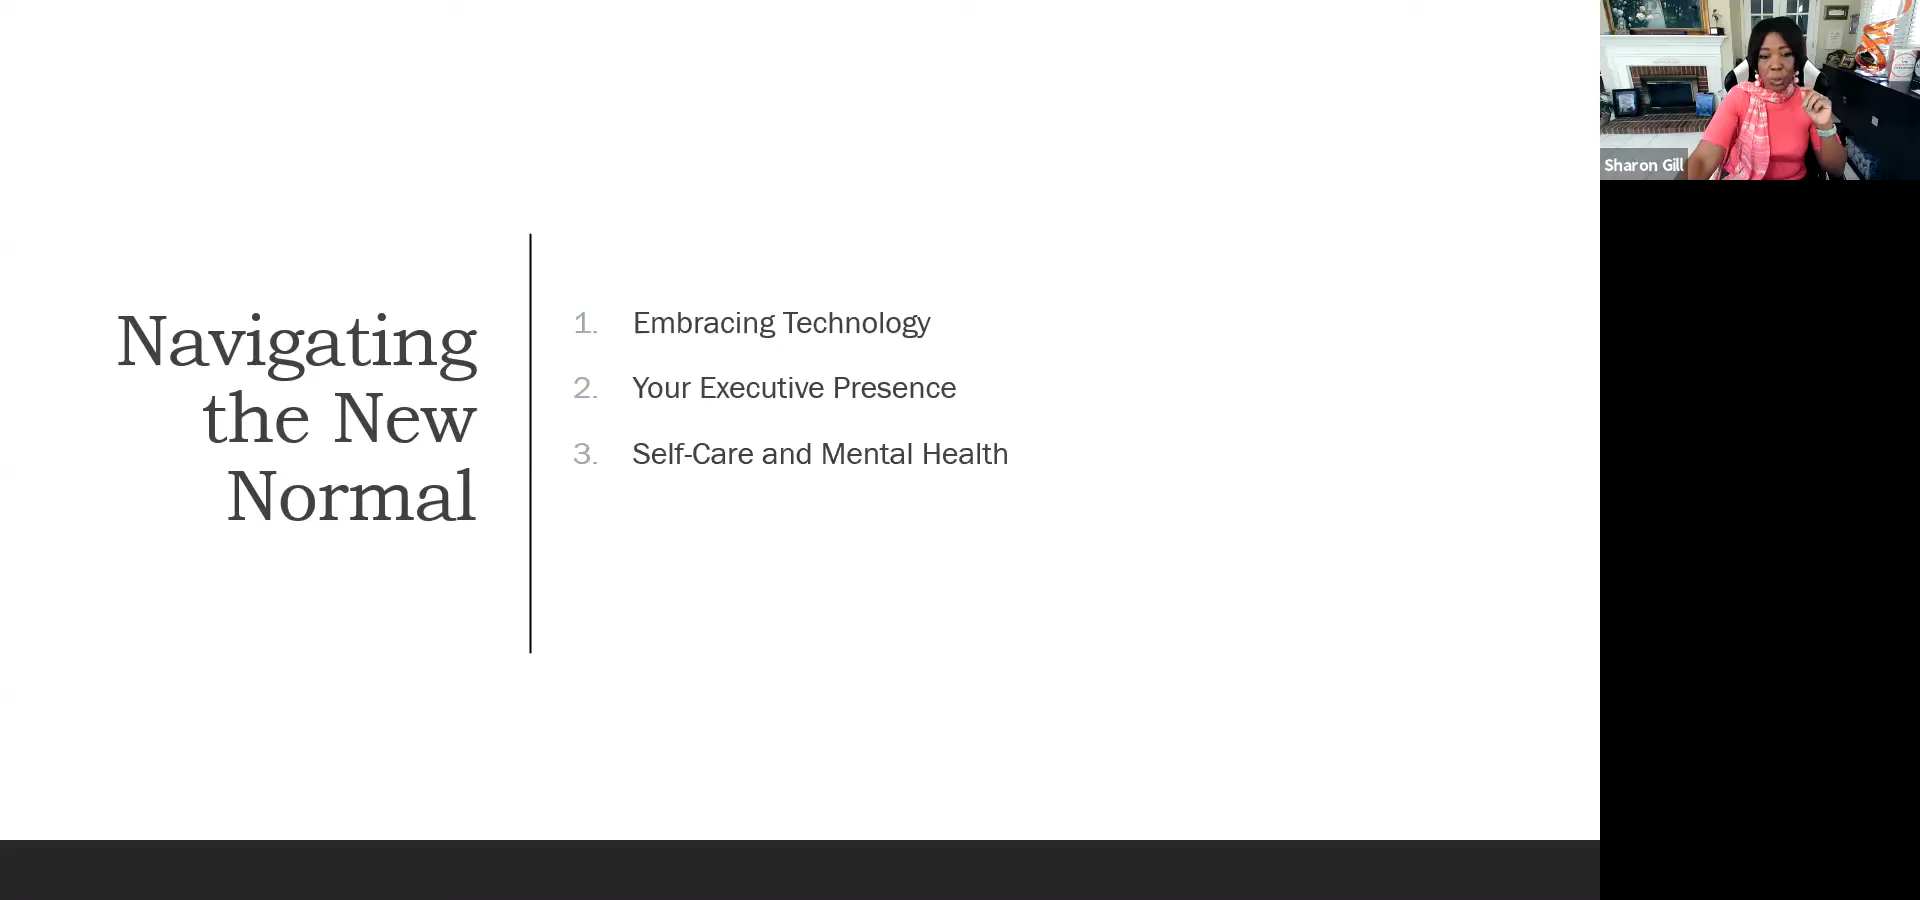 Navigating
the New
Normal
1. Embracing Technology
2. Your Executive Presence
3. Self-Care and Mental Health
Sharon Gill